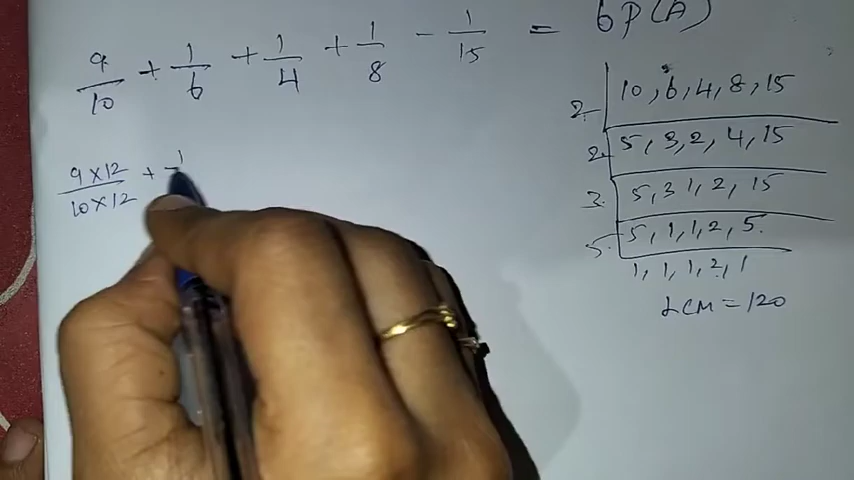 9/10 + 1/6 + 1/4 + 1/8 - 1/15 = 6P(A)
9×12/10×12 + 1
2 10, 6, 4, 8, 15
2 5, 3, 2, 4, 15
3 5, 3 1, 2, 15
5 5, 1, 1, 2, 5.
1, 1, 1, 2, 1
LCM = 120